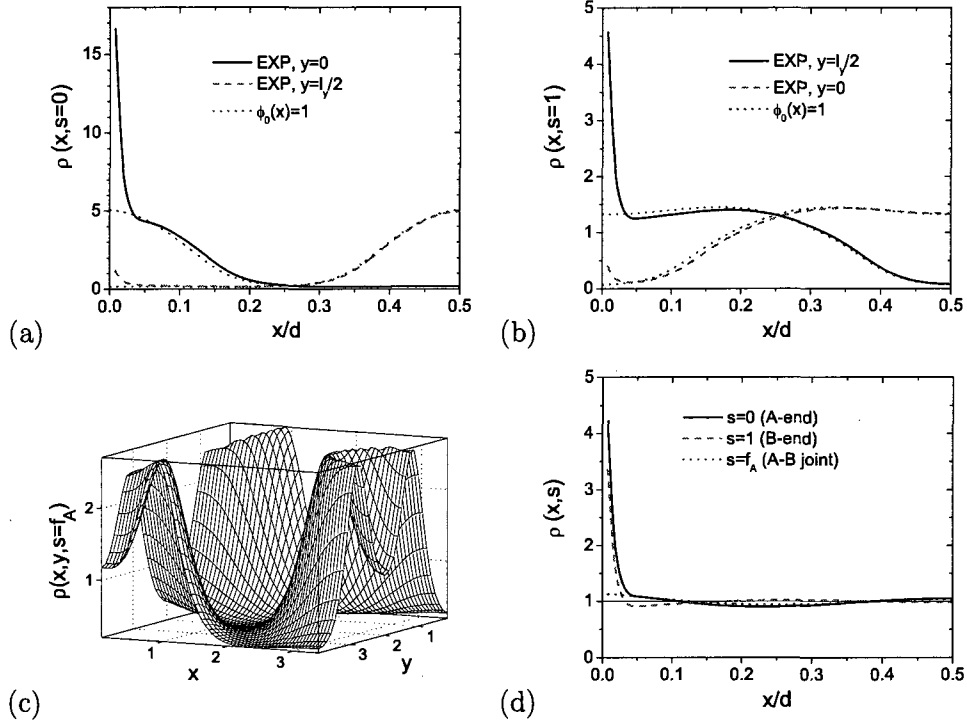 ρ (x,s=0)
15
10
5
0
EXP, y=0
EXP, y=l_y/2
ϕ_0(x)=1
0.0 0.1 0.2 0.3 0.4 0.5
x/d
(a)
ρ (x,s=1)
5
4
3
2
1
0
EXP, y=l_y/2
EXP, y=0
ϕ_0(x)=1
0.0 0.1 0.2 0.3 0.4 0.5
x/d
(b)
ρ(x,y,s=f_A)
2
1
1 2 3
x
3 2 1
y
(c)
ρ (x,s)
5
4
3
2
1
0
s=0 (A-end)
s=1 (B-end)
s=f_A (A-B joint)
0.0 0.1 0.2 0.3 0.4 0.5
x/d
(d)